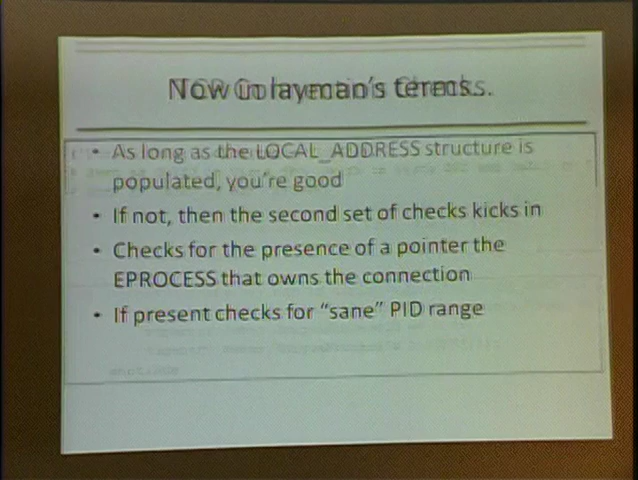 Now in layman's terms.
• As long as the LOCAL_ADDRESS structure is
populated, you're good
• If not, then the second set of checks kicks in
• Checks for the presence of a pointer the
EPROCESS that owns the connection
• If present checks for “sane” PID range